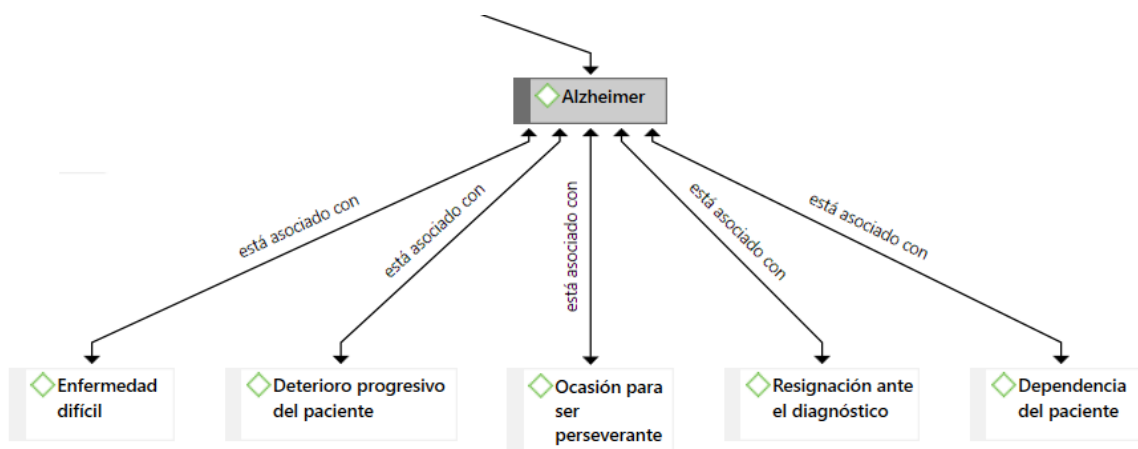 Alzheimer
está asociado con
está asociado con
está asociado con
está asociado con
está asociado con
Enfermedad
difícil
Deterioro progresivo
del paciente
Ocasión para
ser
perseverante
Resignación ante
el diagnóstico
Dependencia
del paciente